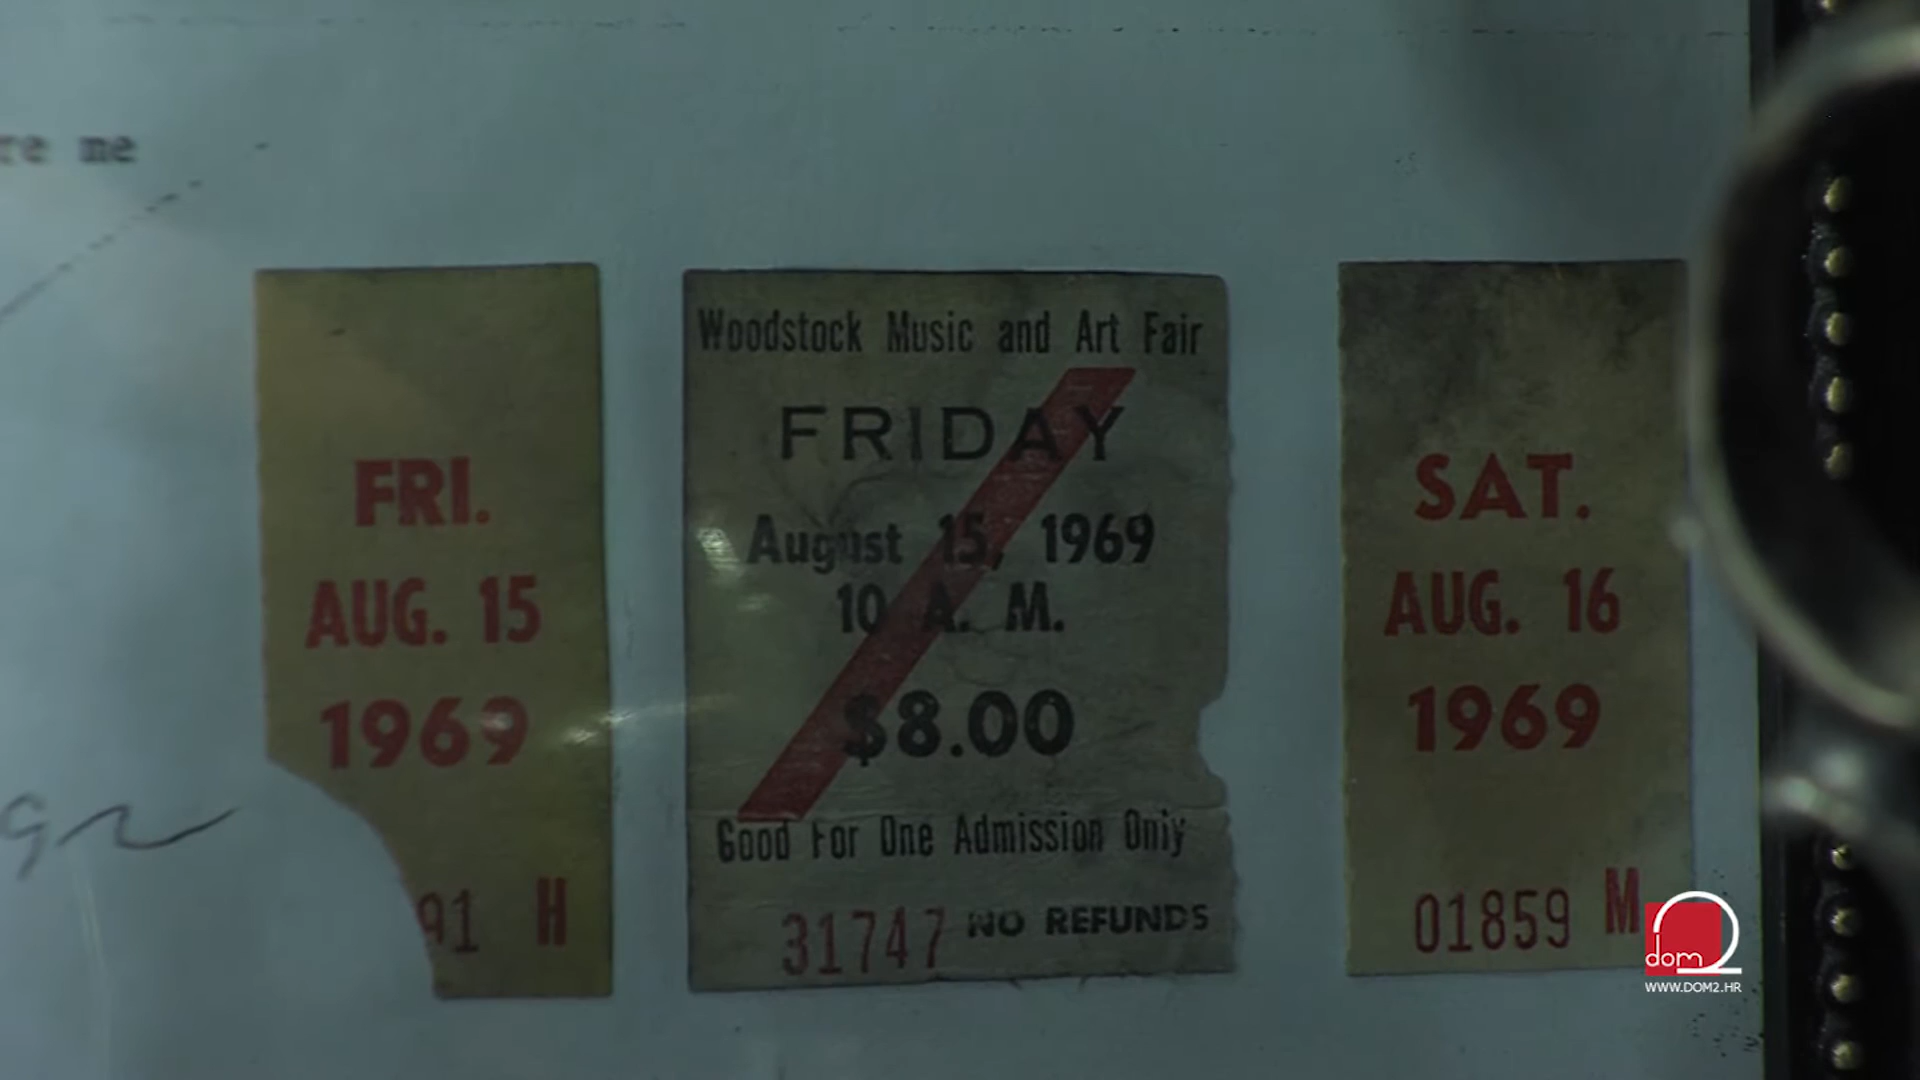 re me
FRI.
AUG. 15
1969
91 H
Woodstock Music and Art Fair
FRIDAY
August 15, 1969
10 A. M.
$8.00
Good For One Admission Only
31747 NO REFUNDS
SAT.
AUG. 16
1969
01859 M
dom2
WWW.DOM2.HR